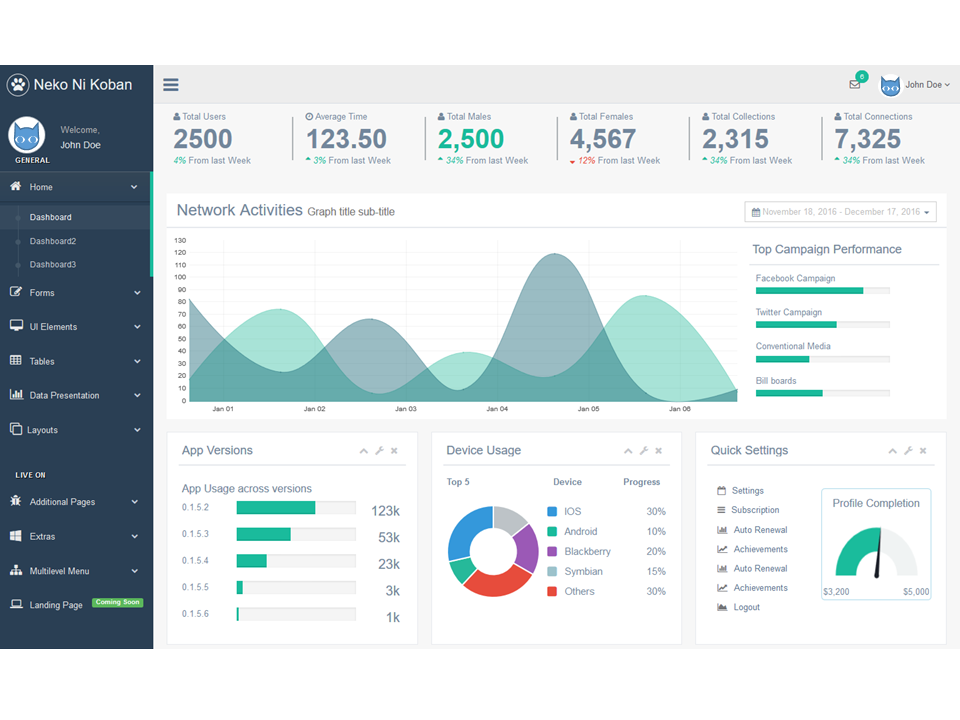 Neko Ni Koban
Welcome,
John Doe
GENERAL
Home
Dashboard
Dashboard2
Dashboard3
Forms
UI Elements
Tables
Data Presentation
Layouts
LIVE ON
Additional Pages
Extras
Multilevel Menu
Landing Page Coming Soon
6
John Doe
Total Users
2500
4% From last Week
Average Time
123.50
3% From last Week
Total Males
2,500
34% From last Week
Total Females
4,567
12% From last Week
Total Collections
2,315
34% From last Week
Total Connections
7,325
34% From last Week
Network Activities Graph title sub-title
November 18, 2016 - December 17, 2016
130
120
110
100
90
80
70
60
50
40
30
20
10
0
Jan 01 Jan 02 Jan 03 Jan 04 Jan 05 Jan 06
Top Campaign Performance
Facebook Campaign
Twitter Campaign
Conventional Media
Bill boards
App Versions
App Usage across versions
0.1.5.2 123k
0.1.5.3 53k
0.1.5.4 23k
0.1.5.5 3k
0.1.5.6 1k
Device Usage
Top 5 Device Progress
IOS 30%
Android 10%
Blackberry 20%
Symbian 15%
Others 30%
Quick Settings
Settings
Subscription
Auto Renewal
Achievements
Auto Renewal
Achievements
Logout
Profile Completion
$3,200 $5,000